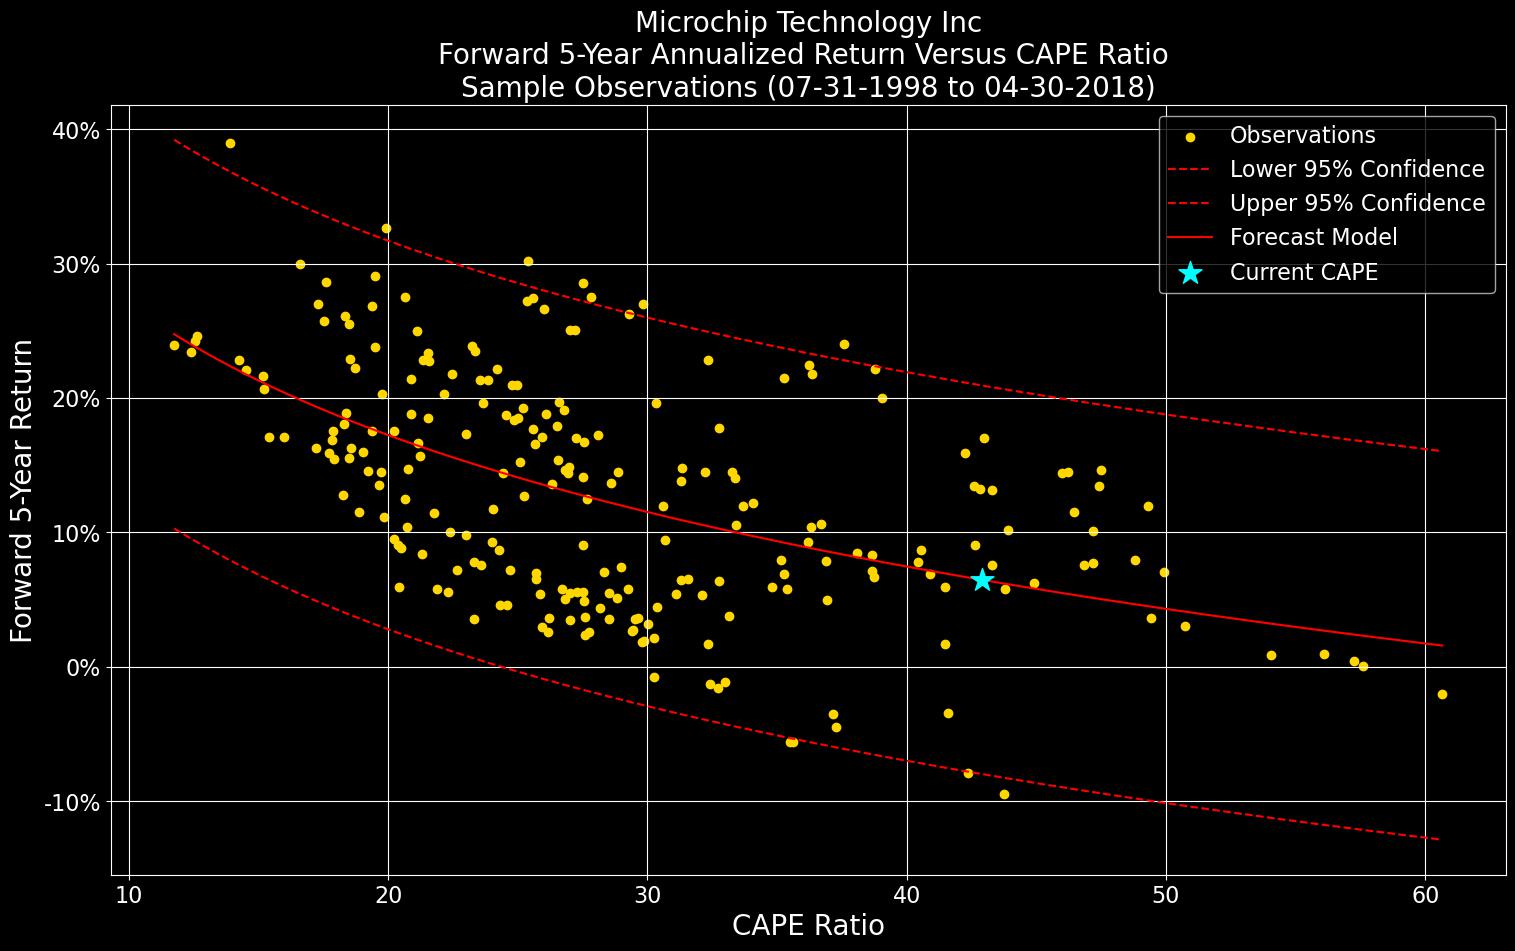 Microchip Technology Inc
Forward 5-Year Annualized Return Versus CAPE Ratio
Sample Observations (07-31-1998 to 04-30-2018)
Observations
Lower 95% Confidence
Upper 95% Confidence
Forecast Model
Current CAPE
Forward 5-Year Return
40%
30%
20%
10%
0%
-10%
10 20 30 40 50 60
CAPE Ratio